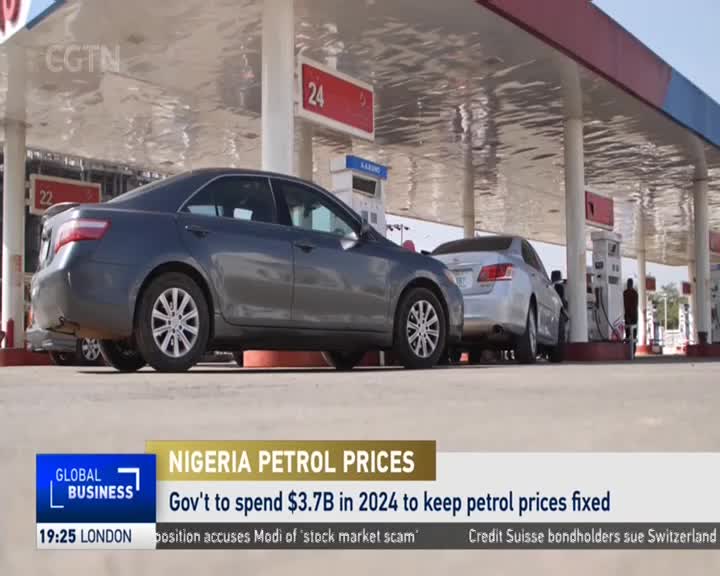 CGTN
24
22
NIGERIA PETROL PRICES
GLOBAL
BUSINESS
Gov't to spend $3.7B in 2024 to keep petrol prices fixed
19:25 LONDON
position accuses Modi of 'stock market scam'
Credit Suisse bondholders sue Switzerland